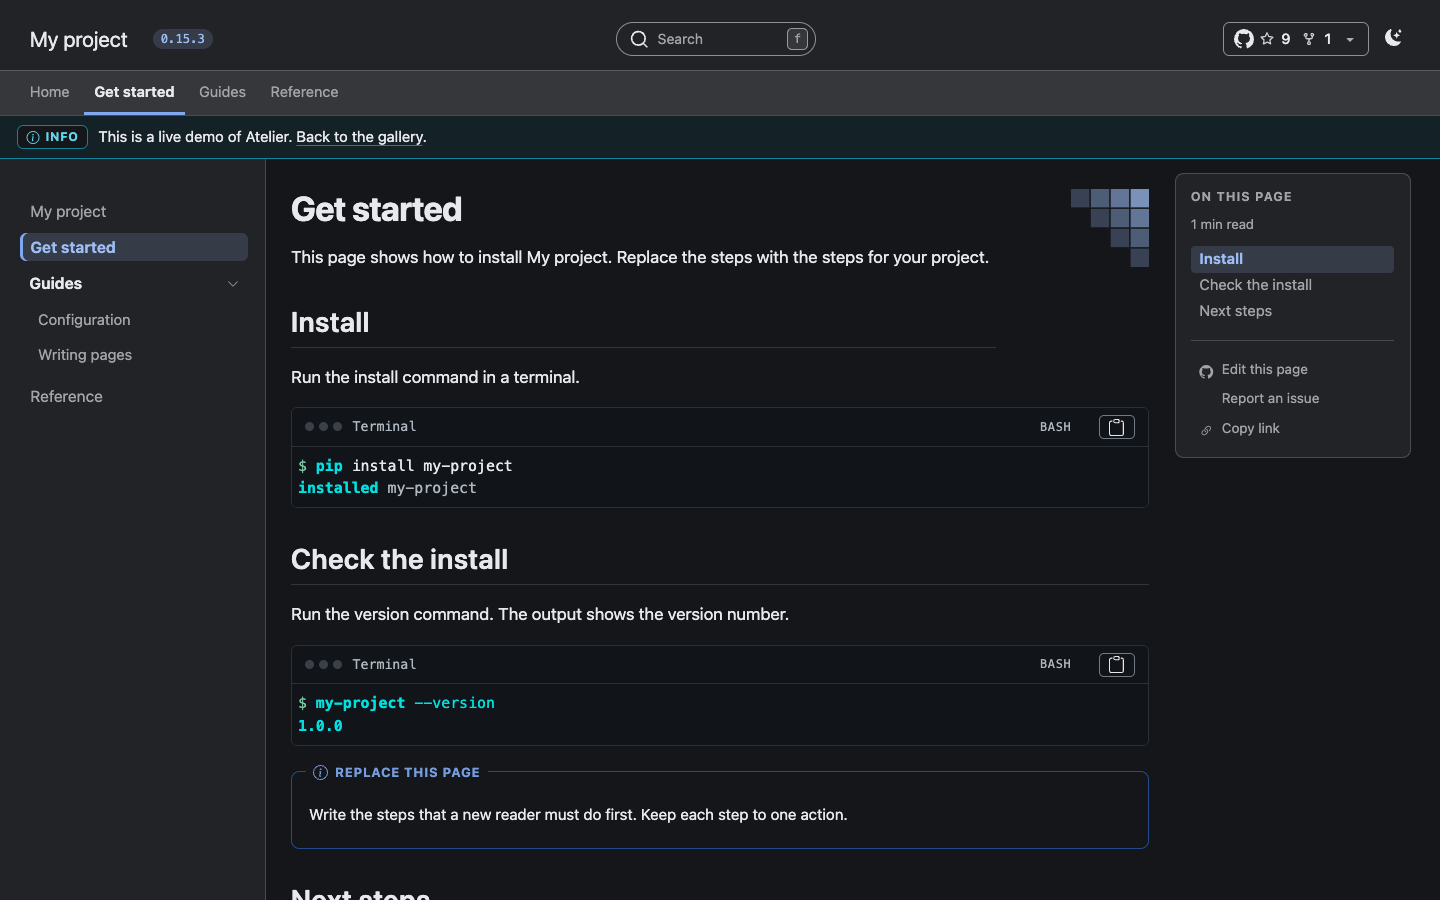 My project
0.15.3
Search
f
9
1
Home
Get started
Guides
Reference
INFO
This is a live demo of Atelier. Back to the gallery.
My project
Get started
Guides
Configuration
Writing pages
Reference
Get started
This page shows how to install My project. Replace the steps with the steps for your project.
Install
Run the install command in a terminal.
Terminal
BASH
$ pip install my-project
installed my-project
Check the install
Run the version command. The output shows the version number.
Terminal
BASH
$ my-project --version
1.0.0
REPLACE THIS PAGE
Write the steps that a new reader must do first. Keep each step to one action.
Next steps
ON THIS PAGE
1 min read
Install
Check the install
Next steps
Edit this page
Report an issue
Copy link